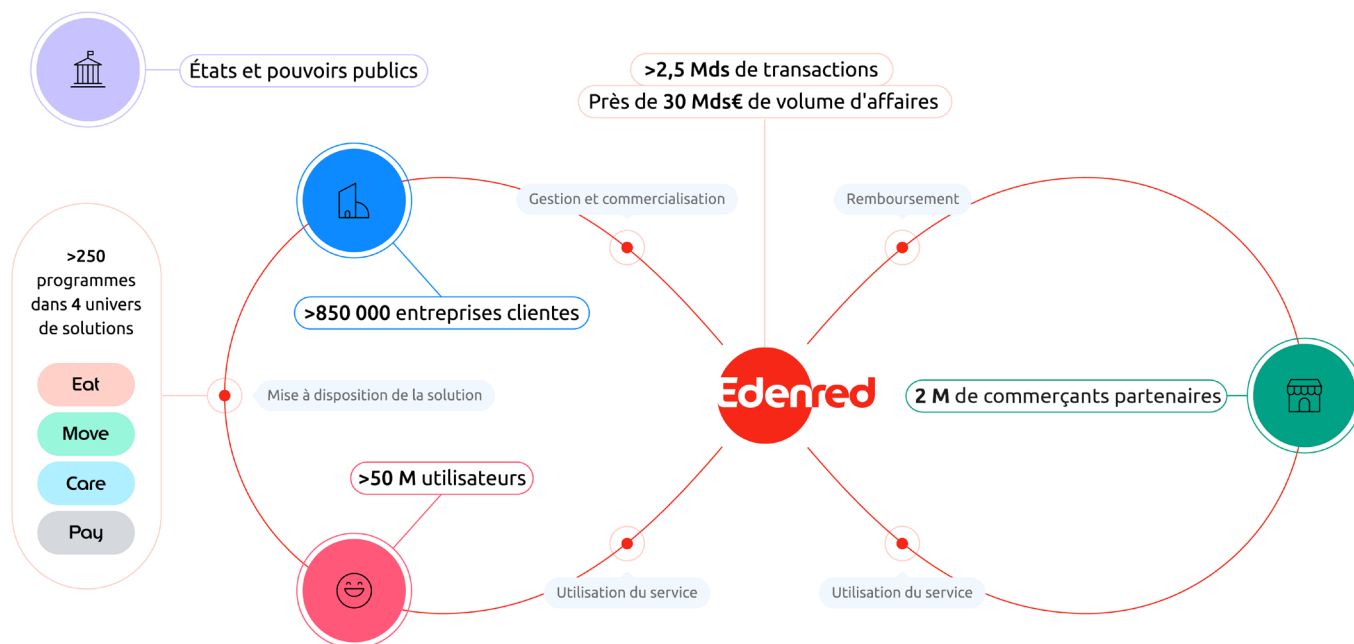 États et pouvoirs publics
>2,5 Mds de transactions
Près de 30 Mds€ de volume d'affaires
Gestion et commercialisation
Remboursement
>250
programmes
dans 4 univers
de solutions
Eat
Move
Care
Pay
>850 000 entreprises clientes
Mise à disposition de la solution
Edenred
2 M de commerçants partenaires
>50 M utilisateurs
Utilisation du service
Utilisation du service